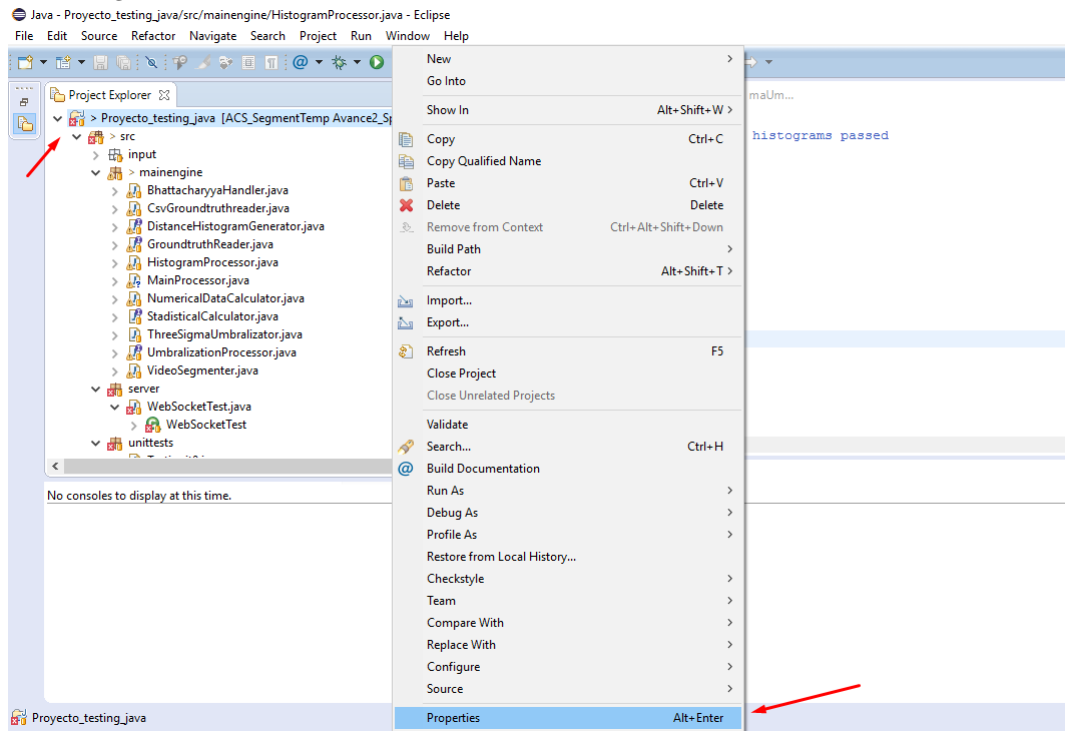 Java - Proyecto_testing_java/src/mainengine/HistogramProcessor.java - Eclipse
File Edit Source Refactor Navigate Search Project Run Window Help
Project Explorer
> Proyecto_testing_java [ACS_SegmentTemp Avance2_Sp
> src
input
> mainengine
BhattacharyyaHandler.java
CsvGroundtruthreader.java
DistanceHistogramGenerator.java
GroundtruthReader.java
HistogramProcessor.java
MainProcessor.java
NumericalDataCalculator.java
StadisticalCalculator.java
ThreeSigmaUmbralizator.java
UmbralizationProcessor.java
VideoSegmenter.java
server
WebSocketTest.java
WebSocketTest
unittests
No consoles to display at this time.
Proyecto_testing_java
New
Go Into
Show In Alt+Shift+W
Copy Ctrl+C
Copy Qualified Name
Paste Ctrl+V
Delete Delete
Remove from Context Ctrl+Alt+Shift+Down
Build Path
Refactor Alt+Shift+T
Import...
Export...
Refresh F5
Close Project
Close Unrelated Projects
Validate
Search... Ctrl+H
Build Documentation
Run As
Debug As
Profile As
Restore from Local History...
Checkstyle
Team
Compare With
Replace With
Configure
Source
Properties Alt+Enter
maUm...
histograms passed